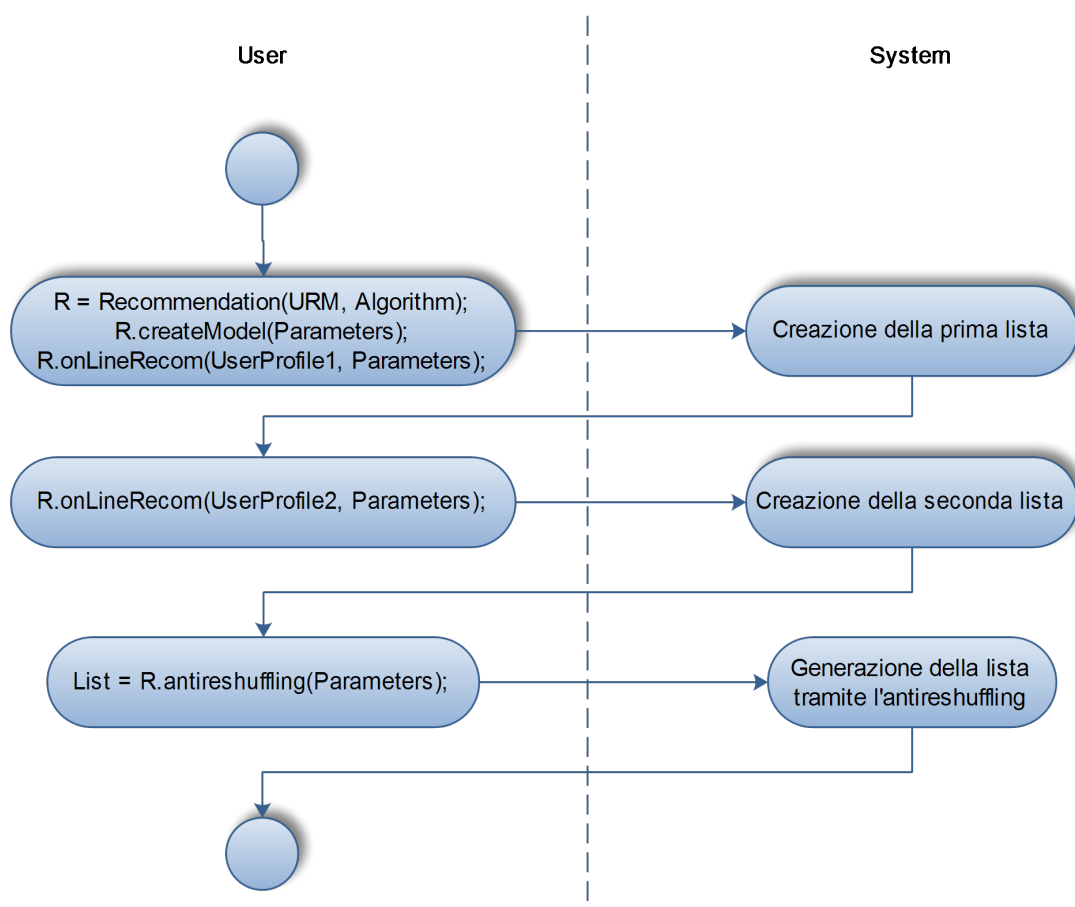 User
System
R = Recommendation(URM, Algorithm);
R.createModel(Parameters);
R.onLineRecom(UserProfile1, Parameters);
Creazione della prima lista
R.onLineRecom(UserProfile2, Parameters);
Creazione della seconda lista
List = R.antireshuffling(Parameters);
Generazione della lista
tramite l'antireshuffling